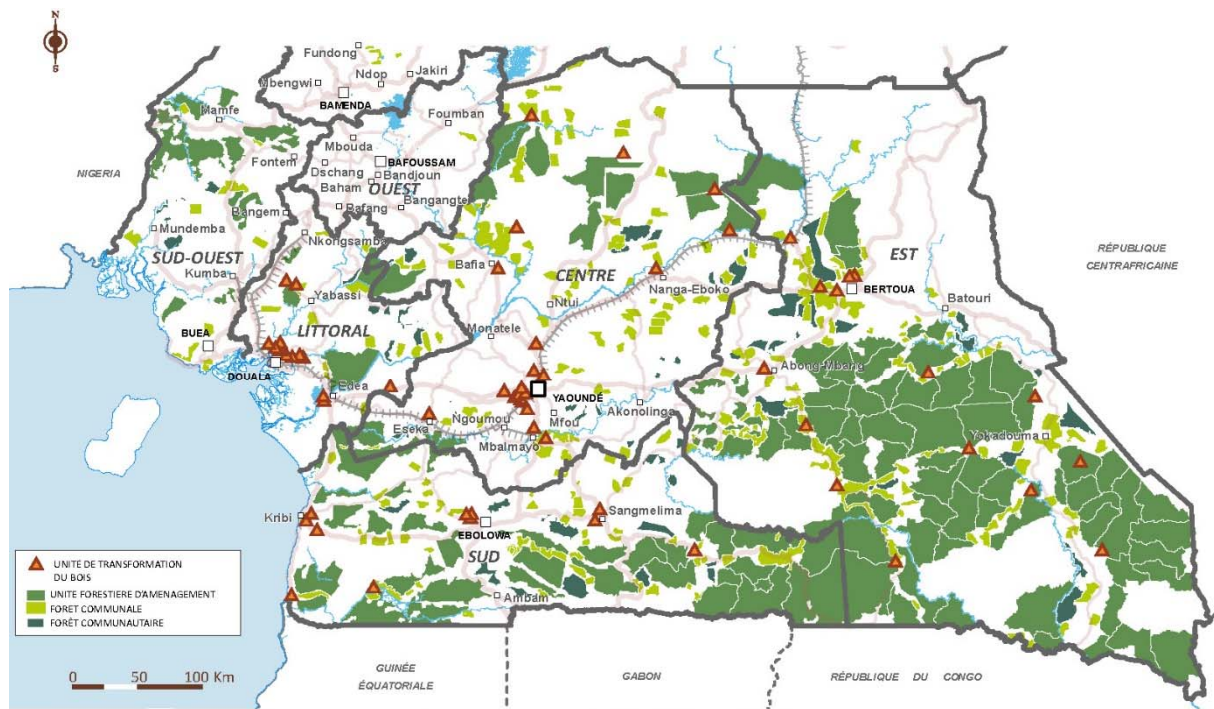 N
S
Fundong
Mbengwi
Ndop
Jakiri
BAMENDA
Mamfe
Foumban
Mbouda
Fontem
BAFOUSSAM
Dschang
Bandjoun
Baham
OUEST
NIGERIA
Bangem
Bafang
Bangangte
Mundemba
Nkongsamba
SUD-OUEST
Kumba
Bafia
CENTRE
EST
RÉPUBLIQUE
CENTRAFRICAINE
Nanga-Eboko
BERTOUA
Yabassi
Ntui
Batouri
LITTORAL
Monatele
BUEA
DOUALA
Abong-Mbang
Edea
YAOUNDÉ
Akonolinga
Ngoumou
Mfou
Eseka
Mbalmayo
Yokadouma
Kribi
EBOLOWA
Sangmelima
SUD
Ambam
UNITÉ DE TRANSFORMATION
DU BOIS
UNITE FORESTIERE D'AMENAGEMENT
FORET COMMUNALE
FORÊT COMMUNAUTAIRE
0 50 100 Km
GUINÉE
ÉQUATORIALE
GABON
RÉPUBLIQUE DU CONGO